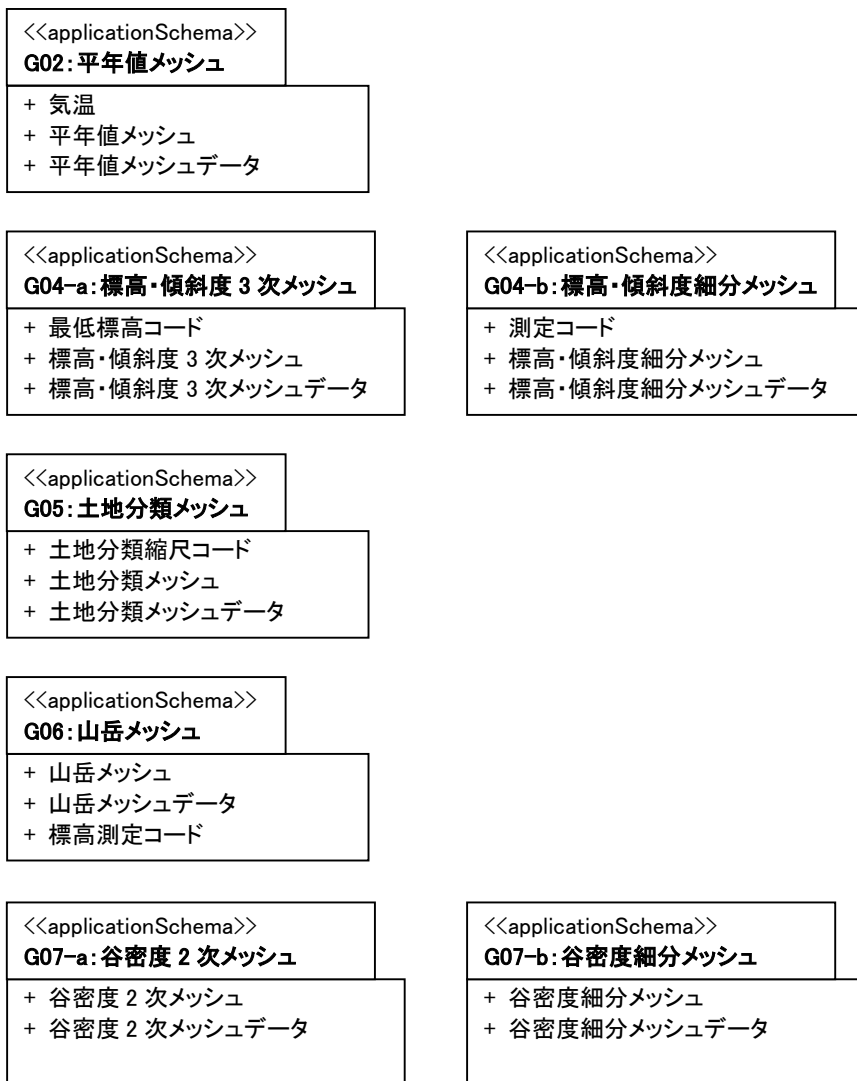 <<applicationSchema>>
G02:平年値メッシュ
+ 気温
+ 平年値メッシュ
+ 平年値メッシュデータ
<<applicationSchema>>
G04-a:標高・傾斜度 3 次メッシュ
+ 最低標高コード
+ 標高・傾斜度 3 次メッシュ
+ 標高・傾斜度 3 次メッシュデータ
<<applicationSchema>>
G04-b:標高・傾斜度細分メッシュ
+ 測定コード
+ 標高・傾斜度細分メッシュ
+ 標高・傾斜度細分メッシュデータ
<<applicationSchema>>
G05:土地分類メッシュ
+ 土地分類縮尺コード
+ 土地分類メッシュ
+ 土地分類メッシュデータ
<<applicationSchema>>
G06:山岳メッシュ
+ 山岳メッシュ
+ 山岳メッシュデータ
+ 標高測定コード
<<applicationSchema>>
G07-a:谷密度 2 次メッシュ
+ 谷密度 2 次メッシュ
+ 谷密度 2 次メッシュデータ
<<applicationSchema>>
G07-b:谷密度細分メッシュ
+ 谷密度細分メッシュ
+ 谷密度細分メッシュデータ